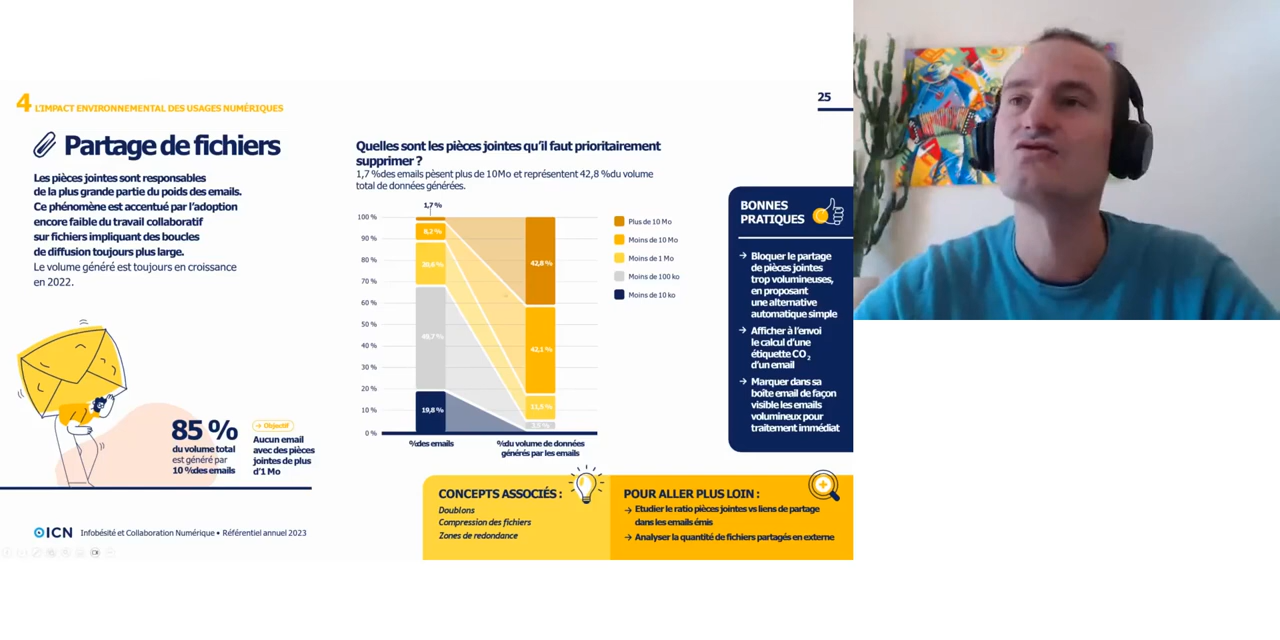 4 L'IMPACT ENVIRONNEMENTAL DES USAGES NUMÉRIQUES
25
Partage de fichiers
Les pièces jointes sont responsables
de la plus grande partie du poids des emails.
Ce phénomène est accentué par l'adoption
encore faible du travail collaboratif
sur fichiers impliquant des boucles
de diffusion toujours plus large.
Le volume généré est toujours en croissance
en 2022.
85 %
du volume total
est généré par
10 %des emails
→ Objectif
Aucun email
avec des pièces
jointes de plus
d'1 Mo
Quelles sont les pièces jointes qu'il faut prioritairement
supprimer ?
1,7 %des emails pèsent plus de 10Mo et représentent 42,8 %du volume
total de données générées.
1,7 %
100 %
90 %
80 %
70 %
60 %
50 %
40 %
30 %
20 %
10 %
0 %
8,2 %
19,8 %
42,8 %
42,1 %
%des emails
%du volume de données
générés par les emails
Plus de 10 Mo
Moins de 10 Mo
Moins de 1 Mo
Moins de 100 ko
Moins de 10 ko
BONNES
PRATIQUES
→ Bloquer le partage
de pièces jointes
trop volumineuses,
en proposant
une alternative
automatique simple
→ Afficher à l'envoi
le calcul d'une
étiquette CO₂
d'un email
→ Marquer dans sa
boîte email de façon
visible les emails
volumineux pour
traitement immédiat
CONCEPTS ASSOCIÉS :
Doublons
Compression des fichiers
Zones de redondance
POUR ALLER PLUS LOIN :
→ Etudier le ratio pièces jointes vs liens de partage
dans les emails émis
→ Analyser la quantité de fichiers partagés en externe
ICN Infobésité et Collaboration Numérique • Référentiel annuel 2023